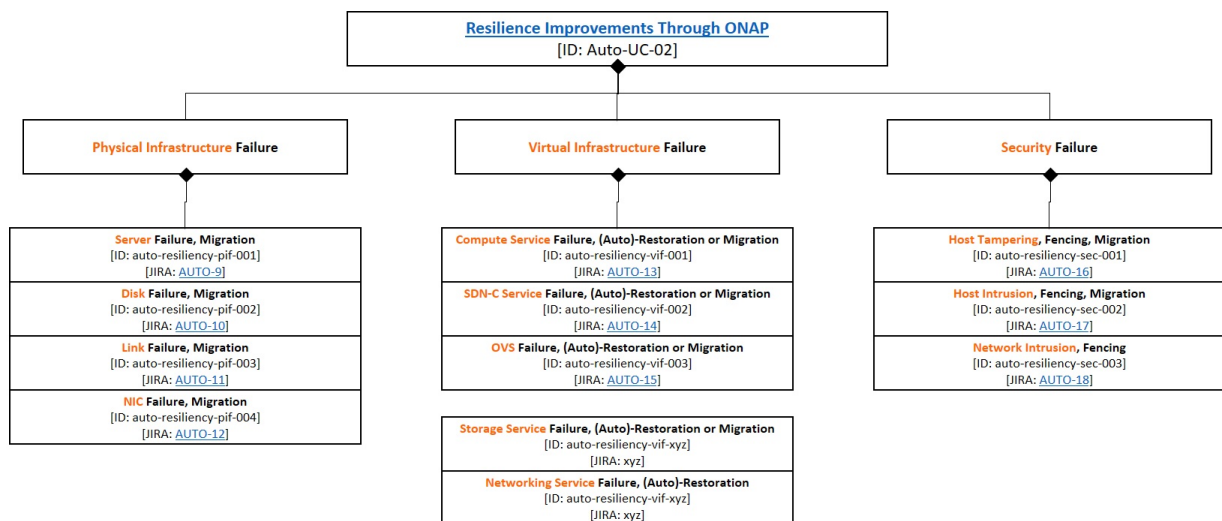 Resilience Improvements Through ONAP
[ID: Auto-UC-02]
Physical Infrastructure Failure
Virtual Infrastructure Failure
Security Failure
Server Failure, Migration
[ID: auto-resiliency-pif-001]
[JIRA: AUTO-9]
Disk Failure, Migration
[ID: auto-resiliency-pif-002]
[JIRA: AUTO-10]
Link Failure, Migration
[ID: auto-resiliency-pif-003]
[JIRA: AUTO-11]
NIC Failure, Migration
[ID: auto-resiliency-pif-004]
[JIRA: AUTO-12]
Compute Service Failure, (Auto)-Restoration or Migration
[ID: auto-resiliency-vif-001]
[JIRA: AUTO-13]
SDN-C Service Failure, (Auto)-Restoration or Migration
[ID: auto-resiliency-vif-002]
[JIRA: AUTO-14]
OVS Failure, (Auto)-Restoration or Migration
[ID: auto-resiliency-vif-003]
[JIRA: AUTO-15]
Storage Service Failure, (Auto)-Restoration or Migration
[ID: auto-resiliency-vif-xyz]
[JIRA: xyz]
Networking Service Failure, (Auto)-Restoration
[ID: auto-resiliency-vif-xyz]
[JIRA: xyz]
Host Tampering, Fencing, Migration
[ID: auto-resiliency-sec-001]
[JIRA: AUTO-16]
Host Intrusion, Fencing, Migration
[ID: auto-resiliency-sec-002]
[JIRA: AUTO-17]
Network Intrusion, Fencing
[ID: auto-resiliency-sec-003]
[JIRA: AUTO-18]